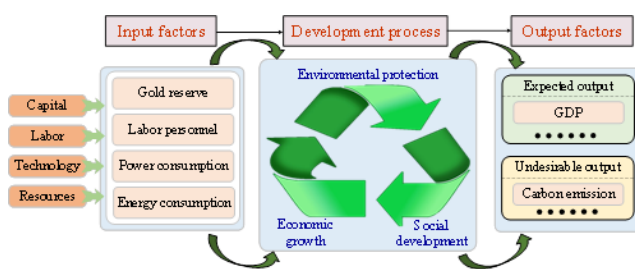 Input factors
Development process
Output factors
Capital
Labor
Technology
Resources
Gold reserve
Labor personnel
Power consumption
Energy consumption
Environmental protection
Economic
growth
Social
development
Expected output
GDP
Undesirable output
Carbon emission